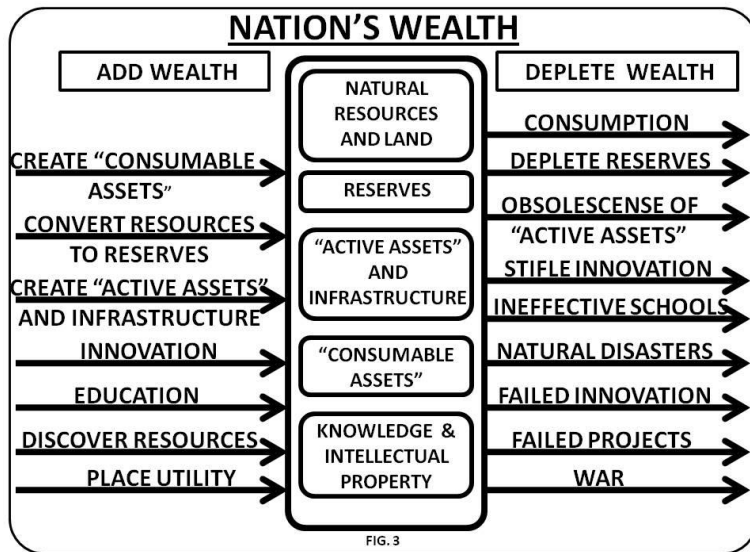 NATION'S WEALTH
ADD WEALTH
CREATE “CONSUMABLE
ASSETS”
CONVERT RESOURCES
TO RESERVES
CREATE “ACTIVE ASSETS”
AND INFRASTRUCTURE
INNOVATION
EDUCATION
DISCOVER RESOURCES
PLACE UTILITY
NATURAL
RESOURCES
AND LAND
RESERVES
“ACTIVE ASSETS”
AND
INFRASTRUCTURE
“CONSUMABLE
ASSETS”
KNOWLEDGE &
INTELLECTUAL
PROPERTY
DEPLETE WEALTH
CONSUMPTION
DEPLETE RESERVES
OBSOLESCENSE OF
“ACTIVE ASSETS”
STIFLE INNOVATION
INEFFECTIVE SCHOOLS
NATURAL DISASTERS
FAILED INNOVATION
FAILED PROJECTS
WAR
FIG. 3